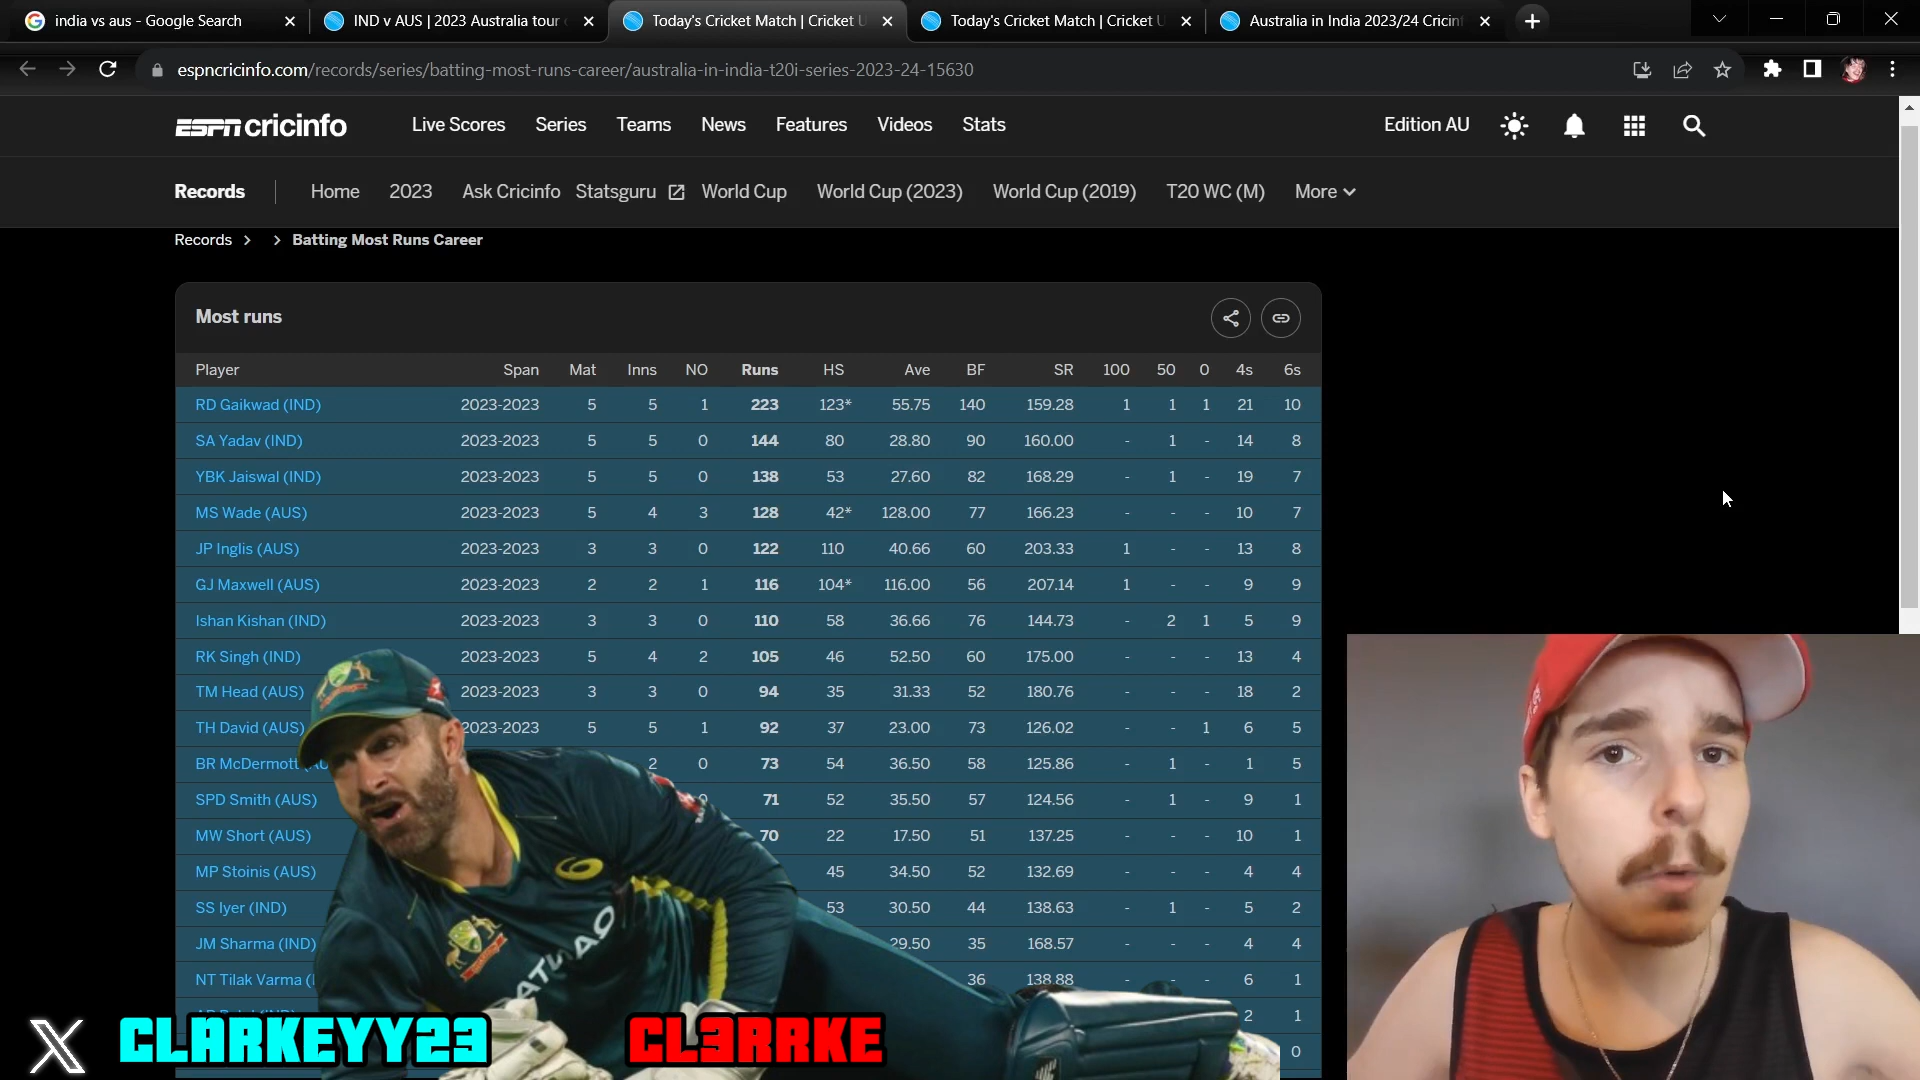 india vs aus - Google Search
IND v AUS | 2023 Australia tour
Today's Cricket Match | Cricket U
Today's Cricket Match | Cricket U
Australia in India 2023/24 Cricinf
espncricinfo.com/records/series/batting-most-runs-career/australia-in-india-t20i-series-2023-24-15630
ESPN cricinfo Live Scores Series Teams News Features Videos Stats Edition AU
Records Home 2023 Ask Cricinfo Statsguru World Cup World Cup (2023) World Cup (2019) T20 WC (M) More
Records > > Batting Most Runs Career
Most runs
Player Span Mat Inns NO Runs HS Ave BF SR 100 50 0 4s 6s
RD Gaikwad (IND) 2023-2023 5 5 1 223 123* 55.75 140 159.28 1 1 1 21 10
SA Yadav (IND) 2023-2023 5 5 0 144 80 28.80 90 160.00 - 1 - 14 8
YBK Jaiswal (IND) 2023-2023 5 5 0 138 53 27.60 82 168.29 - 1 - 19 7
MS Wade (AUS) 2023-2023 5 4 3 128 42* 128.00 77 166.23 - - - 10 7
JP Inglis (AUS) 2023-2023 3 3 0 122 110 40.66 60 203.33 1 - - 13 8
GJ Maxwell (AUS) 2023-2023 2 2 1 116 104* 116.00 56 207.14 1 - - 9 9
Ishan Kishan (IND) 2023-2023 3 3 0 110 58 36.66 76 144.73 - 2 1 5 9
RK Singh (IND) 2023-2023 5 4 2 105 46 52.50 60 175.00 - - - 13 4
TM Head (AUS) 2023-2023 3 3 0 94 35 31.33 52 180.76 - - - 18 2
TH David (AUS) 2023-2023 5 5 1 92 37 23.00 73 126.02 - - 1 6 5
BR McDermott 2 0 73 54 36.50 58 125.86 - 1 - 1 5
SPD Smith (AUS) 71 52 35.50 57 124.56 - 1 - 9 1
MW Short (AUS) 70 22 17.50 51 137.25 - - - 10 1
MP Stoinis (AUS) 45 34.50 52 132.69 - - - 4 4
SS Iyer (IND) 53 30.50 44 138.63 - 1 - 5 2
JM Sharma (IND) 29.50 35 168.57 - - - 4 4
NT Tilak Varma 36 138.88 - - - 6 1
2 1
0
X CLARKEYY23 CL3RRKE